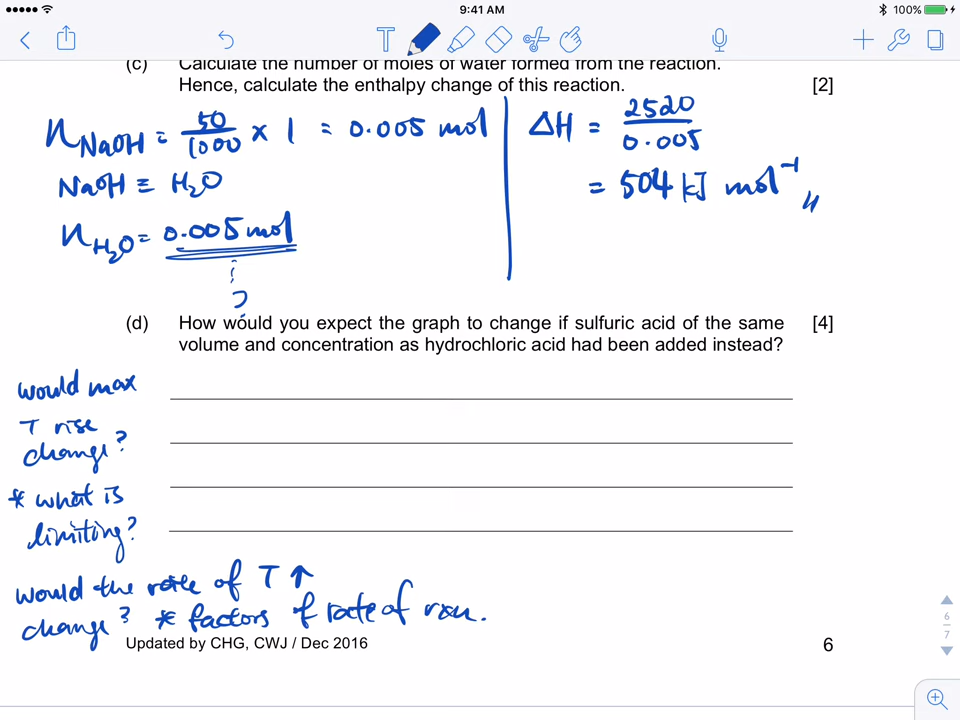 9:41 AM
100%
(c) Calculate the number of moles of water formed from the reaction.
Hence, calculate the enthalpy change of this reaction. [2]
n NaOH = 50/1000 × 1 = 0.005 mol
NaOH ≡ H₂O
n H₂O = 0.005 mol
?
ΔH = 2520/0.005
= 504 kJ mol⁻¹
(d) How would you expect the graph to change if sulfuric acid of the same [4]
volume and concentration as hydrochloric acid had been added instead?
would max
T rise
change?
* what is
limiting?
would the rate of T ↑
change? * factors of rate of rxn.
Updated by CHG, CWJ / Dec 2016
6
6
7